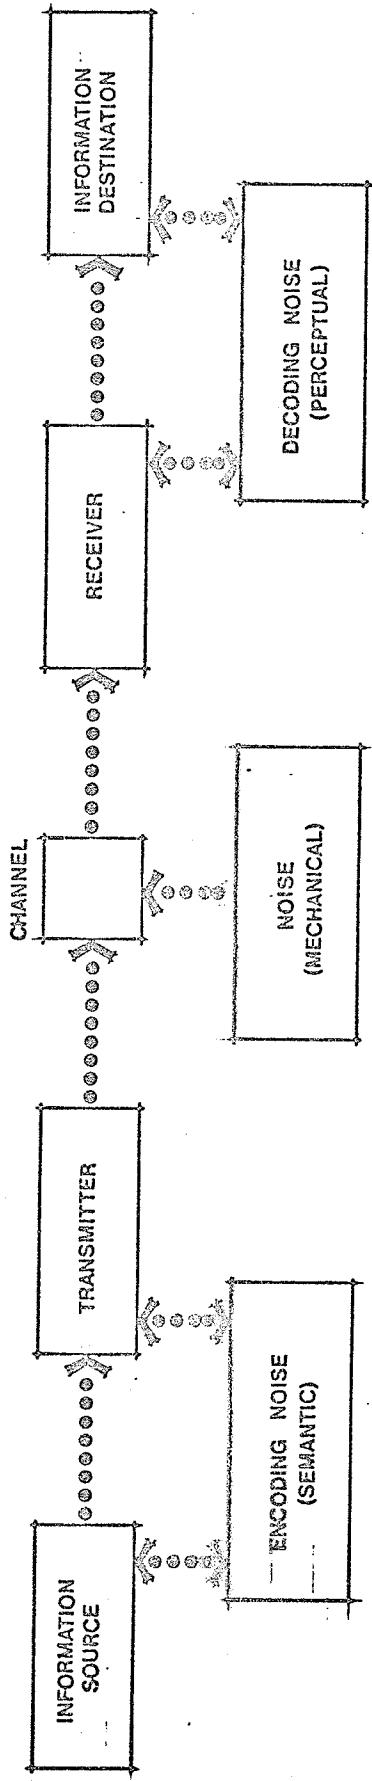 INFORMATION
SOURCE
TRANSMITTER
CHANNEL
RECEIVER
INFORMATION
DESTINATION
ENCODING NOISE
(SEMANTIC)
NOISE
(MECHANICAL)
DECODING NOISE
(PERCEPTUAL)